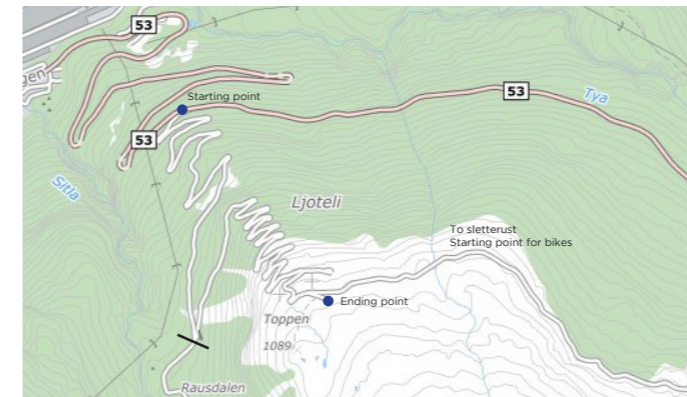 53
gen
Starting point
53
53
Tya
Sitla
Ljoteli
To sletterust
Starting point for bikes
Ending point
Toppen
1089
Rausdalen